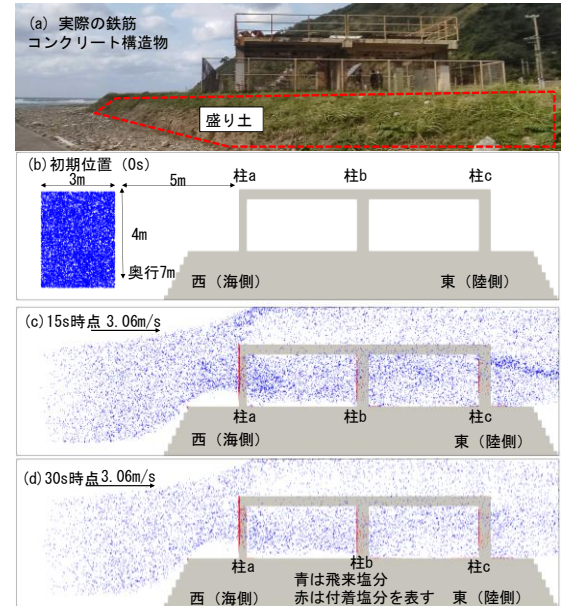 (a) 実際の鉄筋
コンクリート構造物
盛り土
(b)初期位置 (0s)
3m
5m
柱a
柱b
柱c
4m
奥行7m
西（海側）
東（陸側）
(c)15s時点 3.06m/s
柱a
柱b
柱c
西（海側）
東（陸側）
(d)30s時点 3.06m/s
柱a
柱b
柱c
青は飛来塩分
西（海側）
赤は付着塩分を表す
東（陸側）